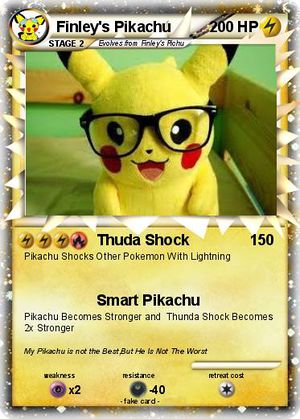 Finley's Pikachu 200 HP
STAGE 2 Evolves from Finley's Pichu
Thuda Shock 150
Pikachu Shocks Other Pokemon With Lightning
Smart Pikachu
Pikachu Becomes Stronger and Thunda Shock Becomes
2x Stronger
My Pikachu is not the Best,But He Is Not The Worst
weakness resistance retreat cost
x2 -40
- fake card -